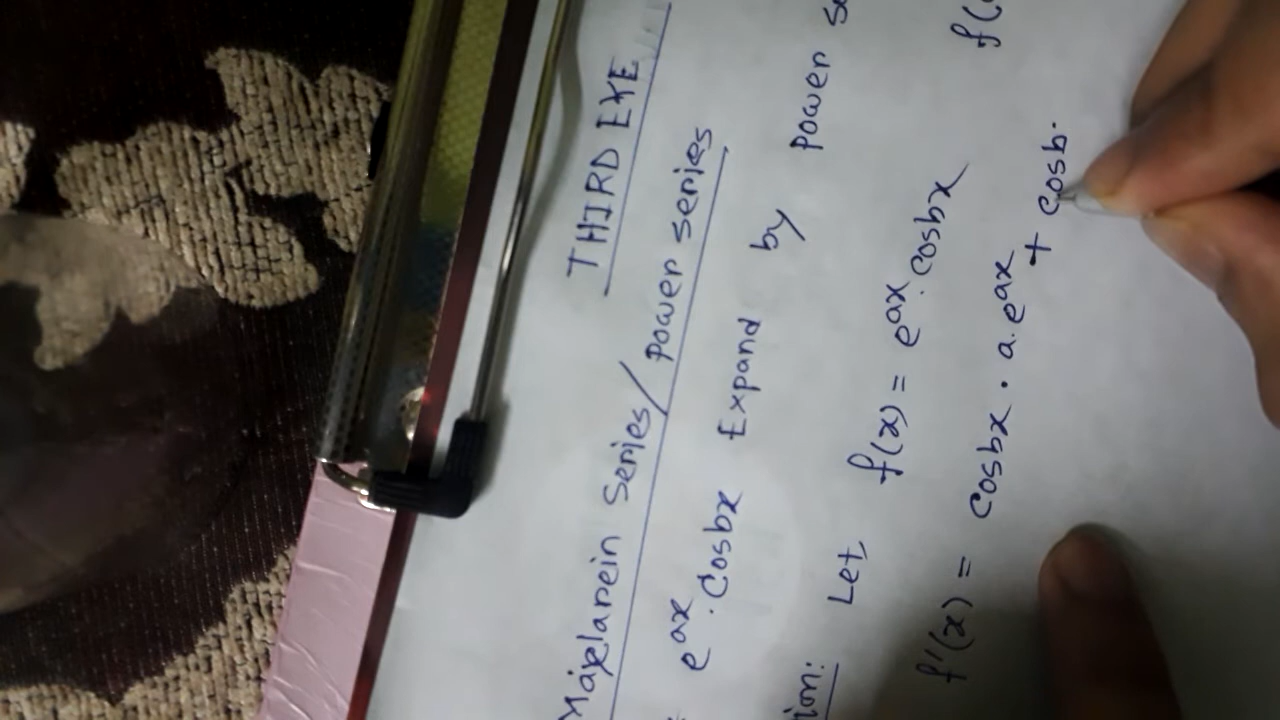 THIRD EYE
Maclarein Series/power series
e^ax . Cosbx Expand by power se
ion: Let f(x) = e^ax . cosbx f(
f'(x) = cosbx . a . e^ax + cosb.